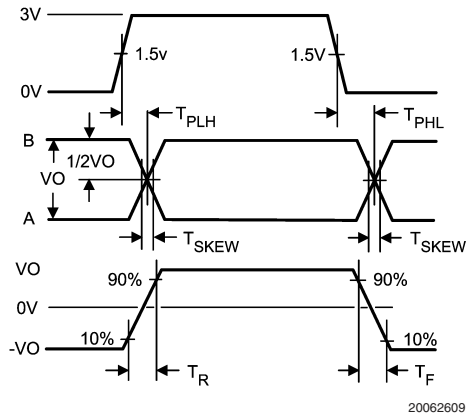 3V
1.5v
1.5V
0V
TPLH
TPHL
B
1/2VO
VO
A
TSKEW
TSKEW
VO
90%
90%
0V
10%
10%
-VO
TR
TF
20062609